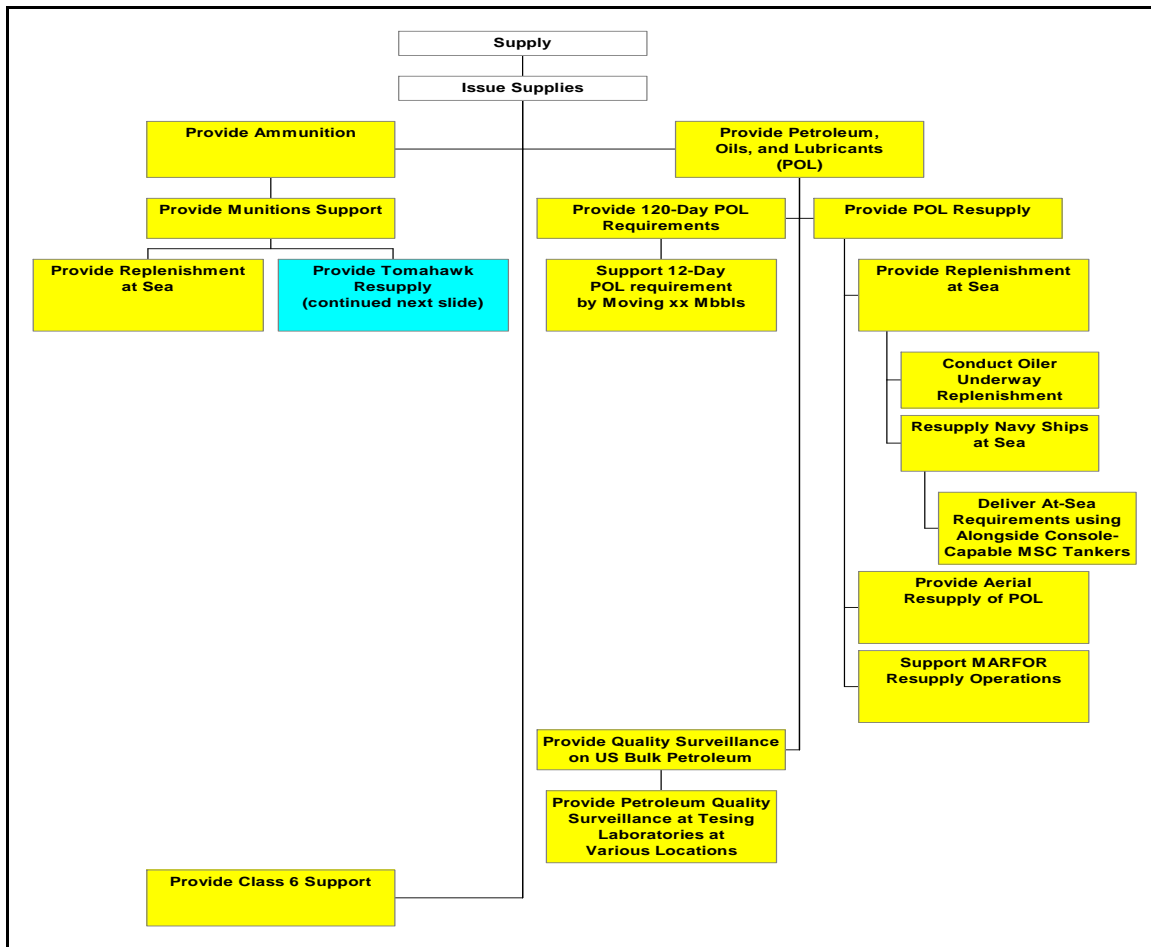 Supply
Issue Supplies
Provide Ammunition
Provide Petroleum,
Oils, and Lubricants
(POL)
Provide Munitions Support
Provide 120-Day POL
Requirements
Provide POL Resupply
Provide Replenishment
at Sea
Provide Tomahawk
Resupply
(continued next slide)
Support 12-Day
POL requirement
by Moving xx Mbbls
Provide Replenishment
at Sea
Conduct Oiler
Underway
Replenishment
Resupply Navy Ships
at Sea
Deliver At-Sea
Requirements using
Alongside Console-
Capable MSC Tankers
Provide Aerial
Resupply of POL
Support MARFOR
Resupply Operations
Provide Quality Surveillance
on US Bulk Petroleum
Provide Petroleum Quality
Surveillance at Tesing
Laboratories at
Various Locations
Provide Class 6 Support